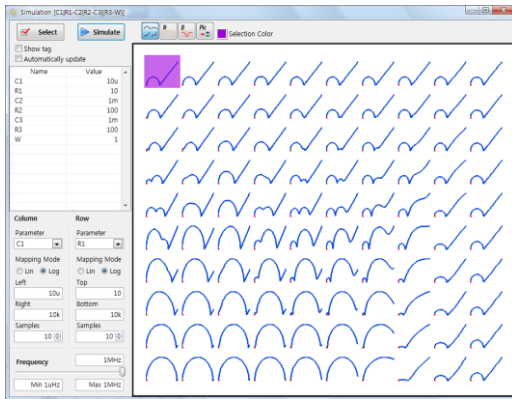 Simulation [C1|R1-C2|R2-C3|(R3-W)]
Select
Simulate
Selection Color
Show tag
Automatically update
Name Value
C1 10u
R1 10
C2 1m
R2 100
C3 1m
R3 100
W 1
Column Row
Parameter Parameter
C1 R1
Mapping Mode Mapping Mode
Lin Log Lin Log
Left Top
10u 10
Right Bottom
10k 10k
Samples Samples
10 10
Frequency 1MHz
Min 1uHz Max 1MHz